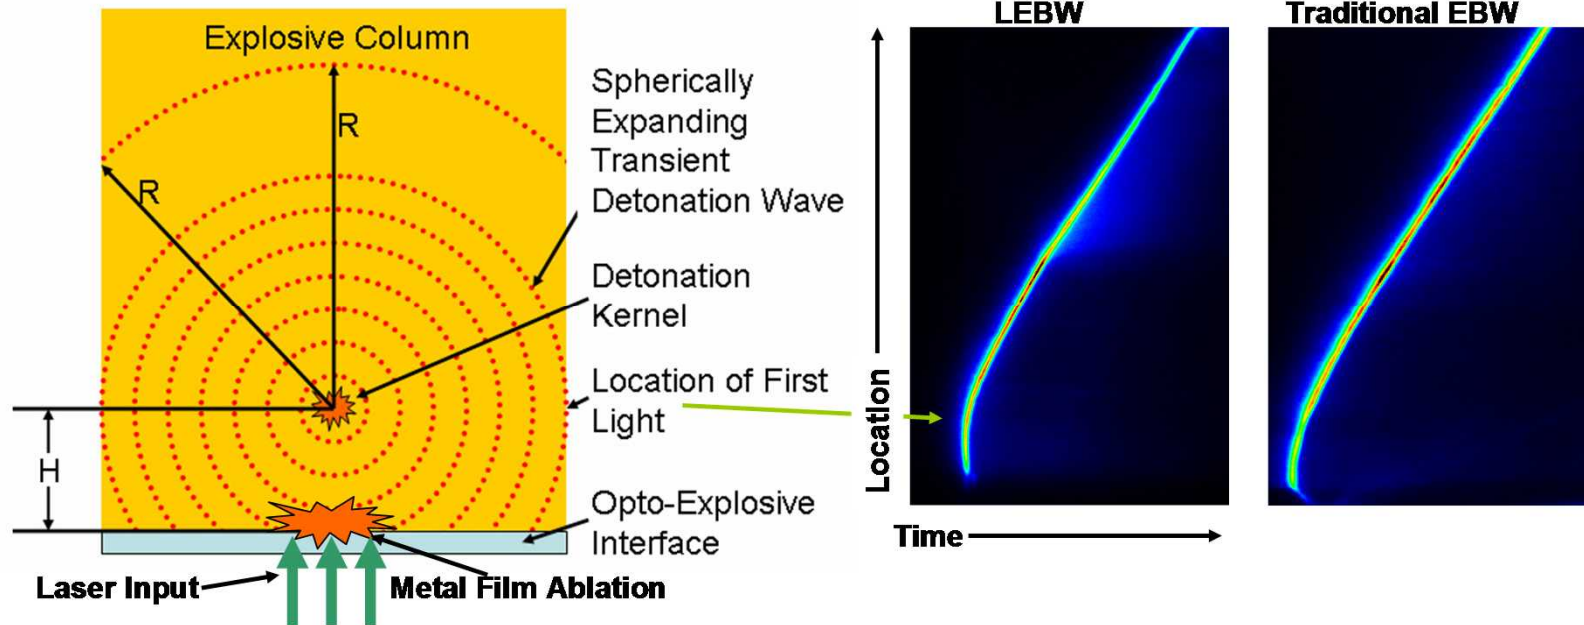 Explosive Column
R
R
Spherically
Expanding
Transient
Detonation Wave
Detonation
Kernel
Location of First
Light
H
Opto-Explosive
Interface
Laser Input
Metal Film Ablation
LEBW
Traditional EBW
Location
Time